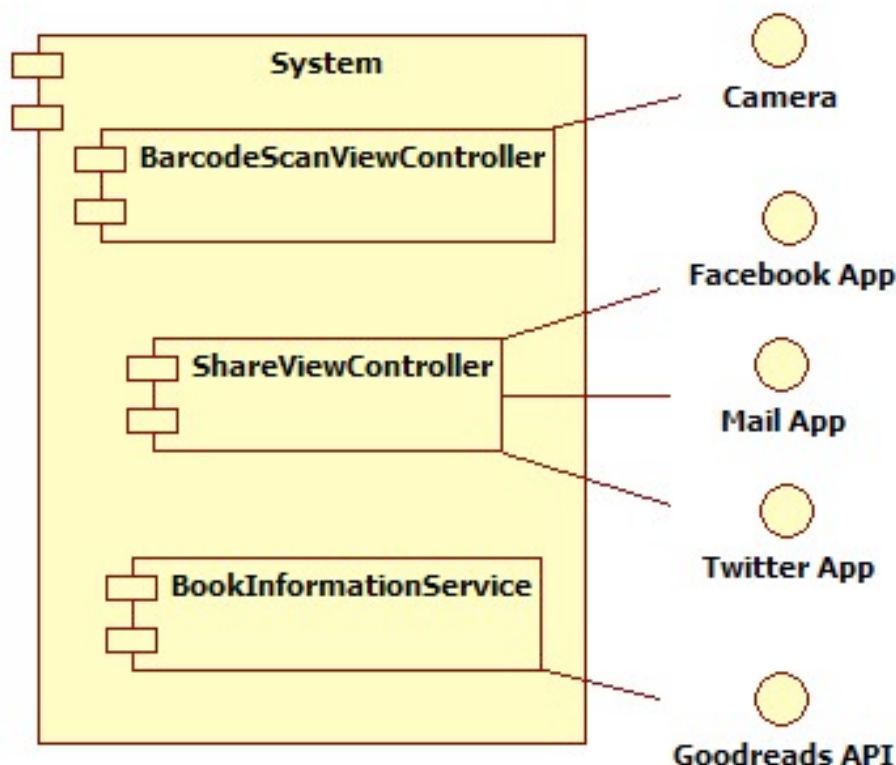 System
Camera
BarcodeScanViewController
Facebook App
ShareViewController
Mail App
Twitter App
BookInformationService
Goodreads API